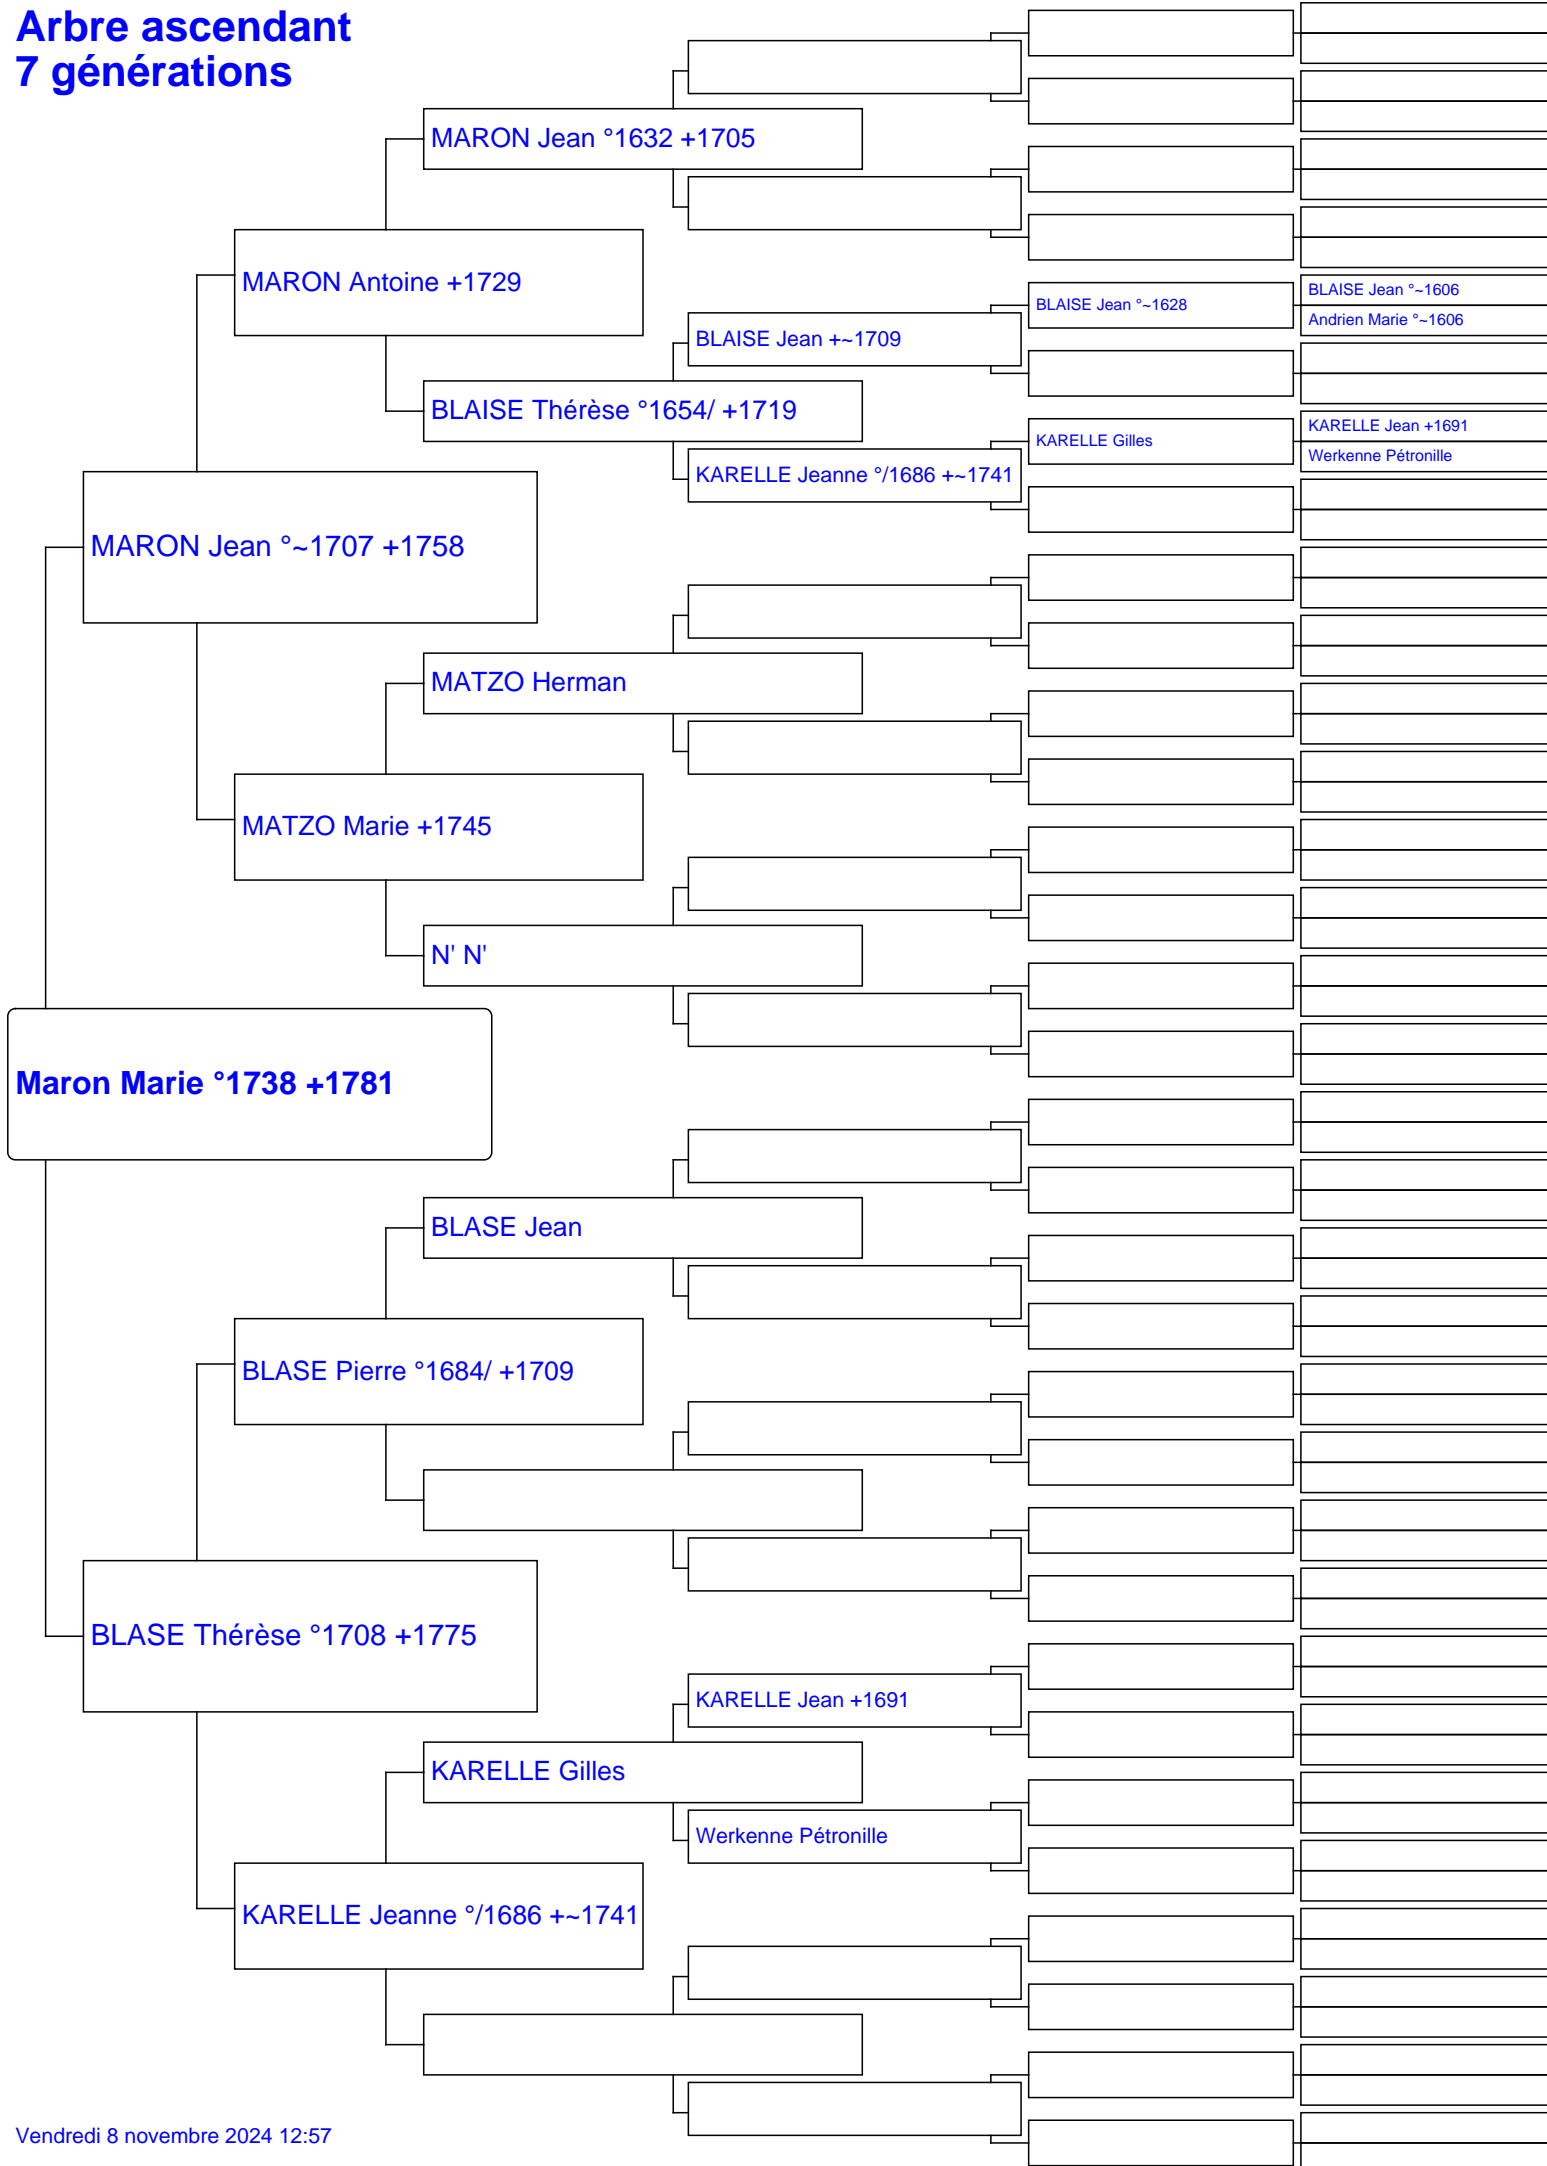 Arbre ascendant
7 générations
MARON Jean °1632 +1705
MARON Antoine +1729
BLAISE Jean °~1628
BLAISE Jean °~1606
Andrien Marie °~1606
BLAISE Jean +~1709
BLAISE Thérèse °1654/ +1719
KARELLE Gilles
KARELLE Jean +1691
Werkenne Pétronille
KARELLE Jeanne °/1686 +~1741
MARON Jean °~1707 +1758
MATZO Herman
MATZO Marie +1745
N' N'
Maron Marie °1738 +1781
BLASE Jean
BLASE Pierre °1684/ +1709
BLASE Thérèse °1708 +1775
KARELLE Jean +1691
KARELLE Gilles
Werkenne Pétronille
KARELLE Jeanne °/1686 +~1741
Vendredi 8 novembre 2024 12:57